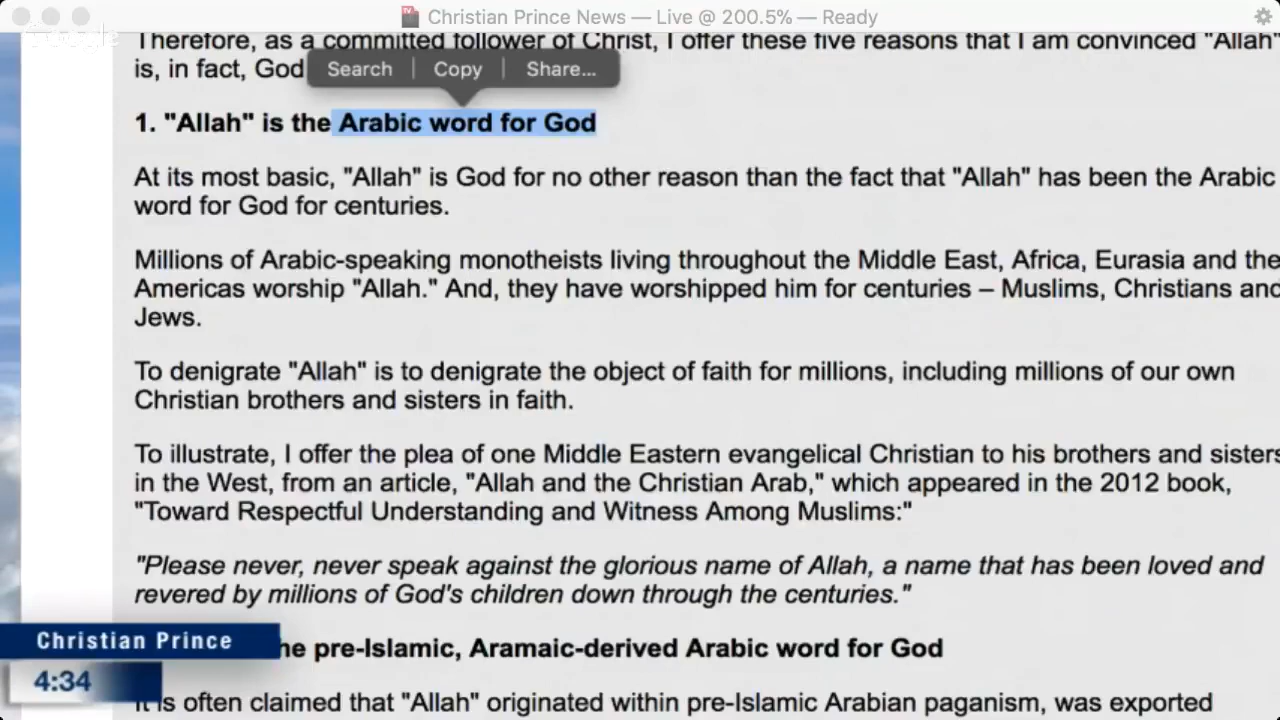 Christian Prince News — Live @ 200.5% — Ready
Google
Therefore, as a committed follower of Christ, I offer these five reasons that I am convinced "Allah"
is, in fact, God
Search Copy Share...
1. "Allah" is the Arabic word for God
At its most basic, "Allah" is God for no other reason than the fact that "Allah" has been the Arabic
word for God for centuries.
Millions of Arabic-speaking monotheists living throughout the Middle East, Africa, Eurasia and the
Americas worship "Allah." And, they have worshipped him for centuries – Muslims, Christians and
Jews.
To denigrate "Allah" is to denigrate the object of faith for millions, including millions of our own
Christian brothers and sisters in faith.
To illustrate, I offer the plea of one Middle Eastern evangelical Christian to his brothers and sisters
in the West, from an article, "Allah and the Christian Arab," which appeared in the 2012 book,
"Toward Respectful Understanding and Witness Among Muslims:"
"Please never, never speak against the glorious name of Allah, a name that has been loved and
revered by millions of God's children down through the centuries."
Christian Prince
he pre-Islamic, Aramaic-derived Arabic word for God
4:34
It is often claimed that "Allah" originated within pre-Islamic Arabian paganism, was exported